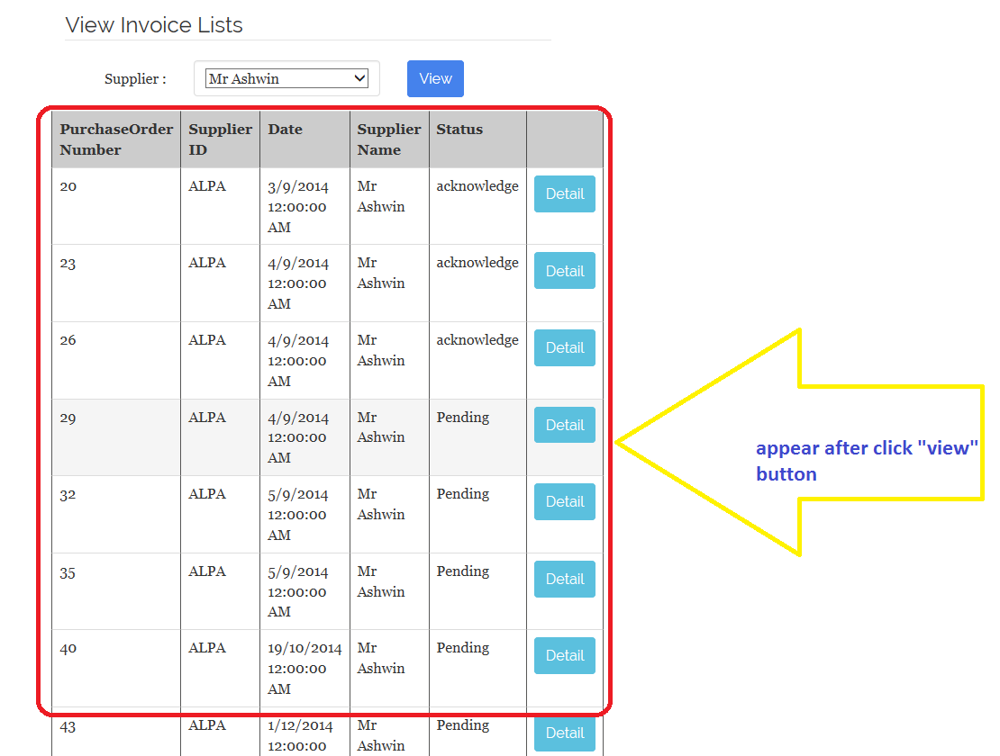 View Invoice Lists
Supplier : Mr Ashwin View
PurchaseOrder Supplier Date Supplier Status
Number ID Name
20 ALPA 3/9/2014 Mr acknowledge Detail
12:00:00 Ashwin
AM
23 ALPA 4/9/2014 Mr acknowledge Detail
12:00:00 Ashwin
AM
26 ALPA 4/9/2014 Mr acknowledge Detail
12:00:00 Ashwin
AM
29 ALPA 4/9/2014 Mr Pending Detail
12:00:00 Ashwin
AM
appear after click "view"
button
32 ALPA 5/9/2014 Mr Pending Detail
12:00:00 Ashwin
AM
35 ALPA 5/9/2014 Mr Pending Detail
12:00:00 Ashwin
AM
40 ALPA 19/10/2014 Mr Pending Detail
12:00:00 Ashwin
AM
43 ALPA 1/12/2014 Mr Pending Detail
12:00:00 Ashwin